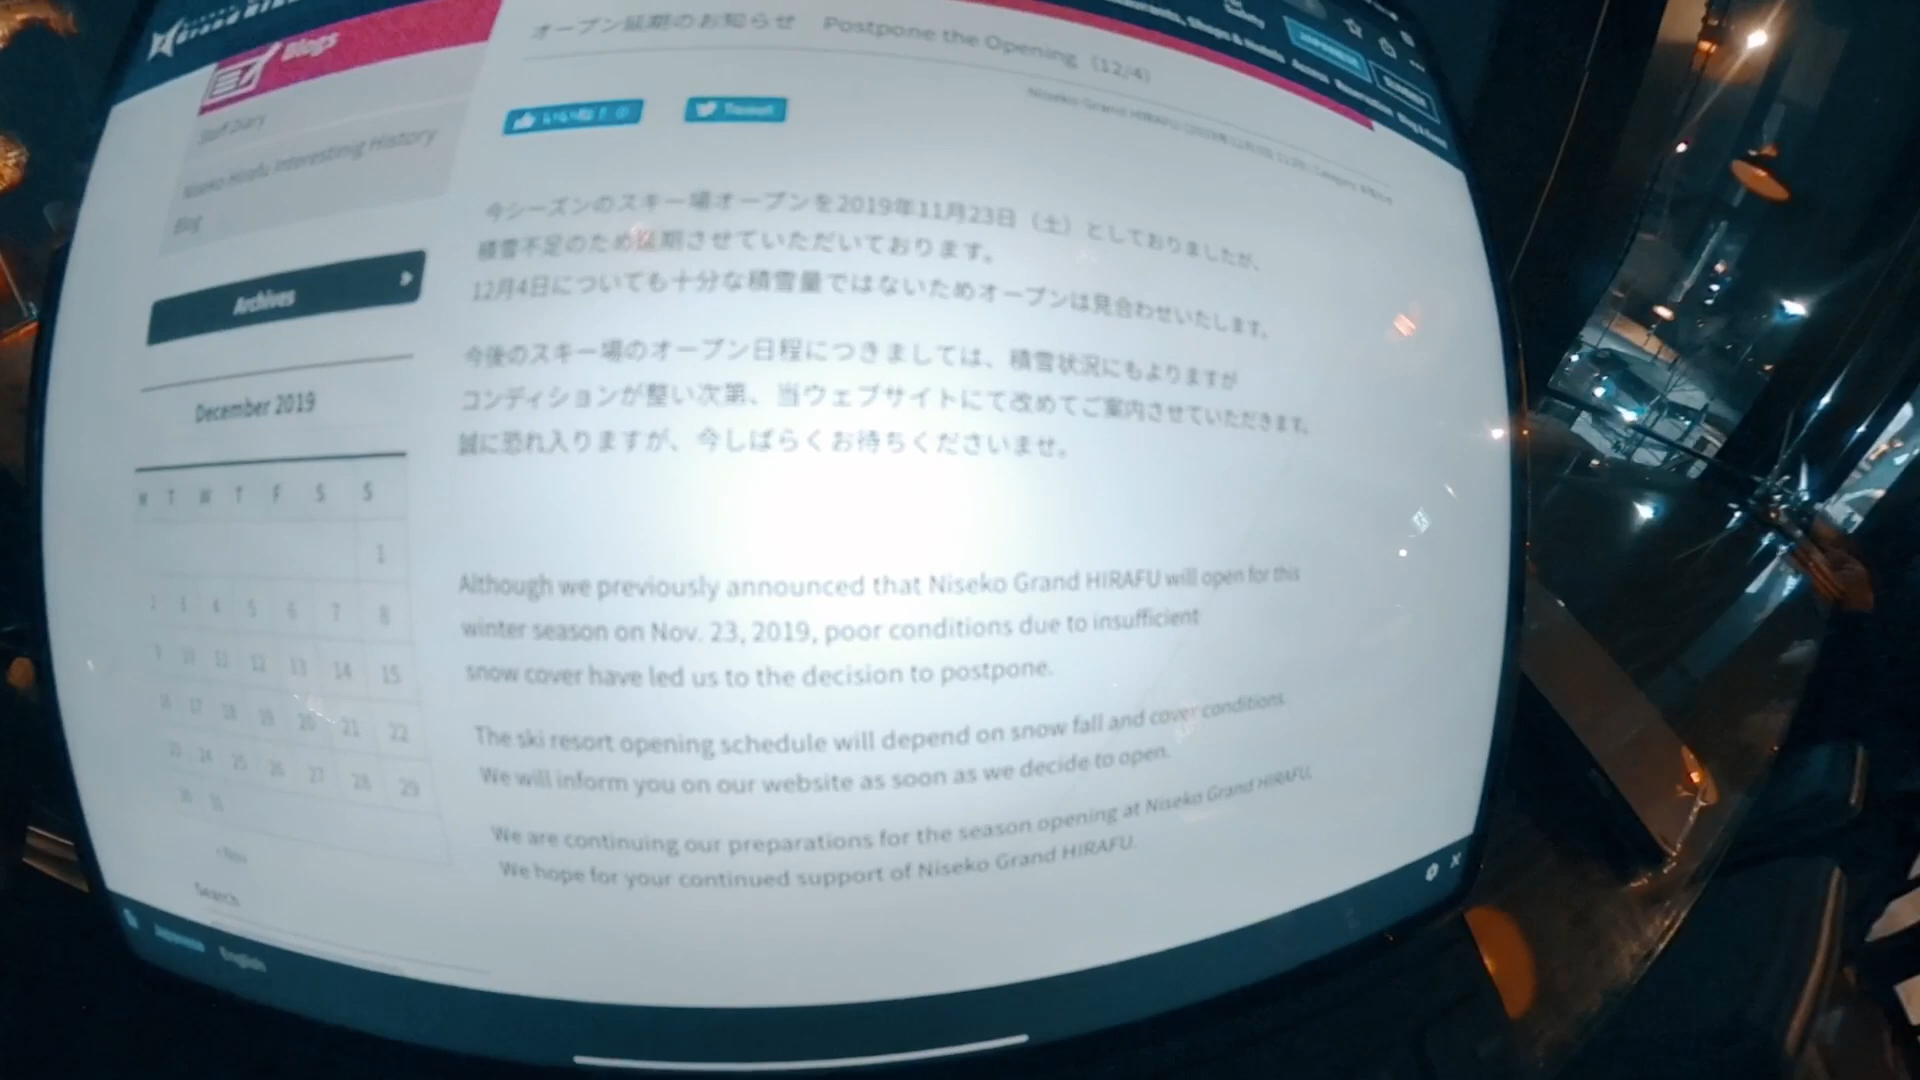 Blogs
オープン延期のお知らせ Postpone the Opening (12/4)
いいね！ 0
Tweet
Staff Diary
Niseko Hirafu Interesting History
Blog
Archives
December 2019
M T W T F S S
1
2 3 4 5 6 7 8
9 10 11 12 13 14 15
16 17 18 19 20 21 22
23 24 25 26 27 28 29
30 31
« Nov
Search
今シーズンのスキー場オープンを2019年11月23日（土）としておりましたが、
積雪不足のため延期させていただいております。
12月4日についても十分な積雪量ではないためオープンは見合わせいたします。
今後のスキー場のオープン日程につきましては、積雪状況にもよりますが
コンディションが整い次第、当ウェブサイトにて改めてご案内させていただきます。
誠に恐れ入りますが、今しばらくお待ちくださいませ。
Although we previously announced that Niseko Grand HIRAFU will open for this
winter season on Nov. 23, 2019, poor conditions due to insufficient
snow cover have led us to the decision to postpone.
The ski resort opening schedule will depend on snow fall and cover conditions.
We will inform you on our website as soon as we decide to open.
We are continuing our preparations for the season opening at Niseko Grand HIRAFU.
We hope for your continued support of Niseko Grand HIRAFU.
Japanese English